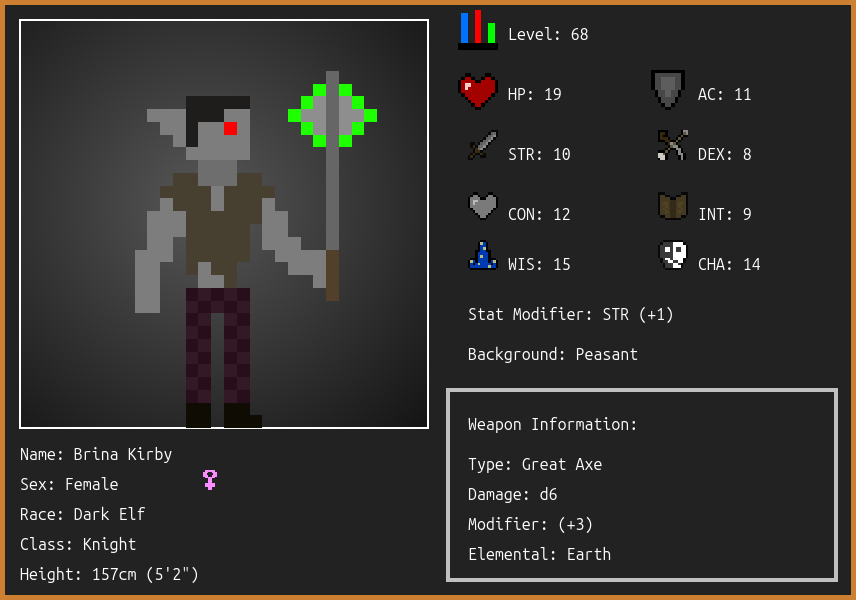 Level: 68
HP: 19
AC: 11
STR: 10
DEX: 8
CON: 12
INT: 9
WIS: 15
CHA: 14
Stat Modifier: STR (+1)
Background: Peasant
Weapon Information:
Type: Great Axe
Damage: d6
Modifier: (+3)
Elemental: Earth
Name: Brina Kirby
Sex: Female
Race: Dark Elf
Class: Knight
Height: 157cm (5'2")